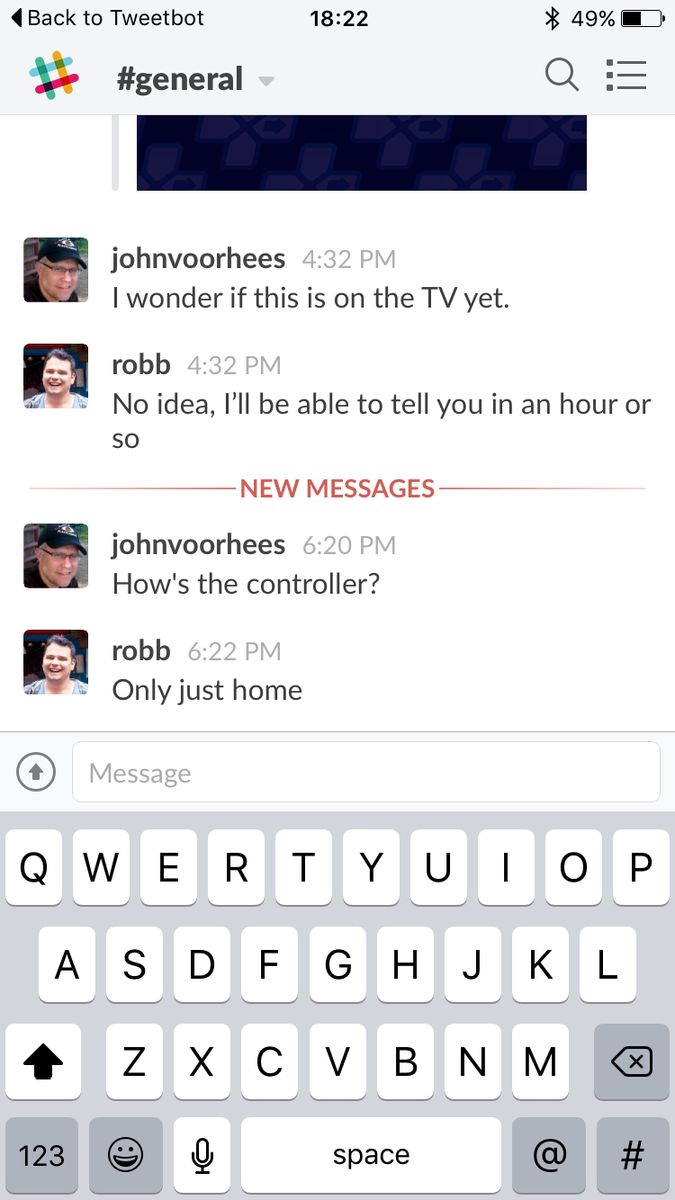 Back to Tweetbot 18:22 49%
#general
johnvoorhees 4:32 PM
I wonder if this is on the TV yet.
robb 4:32 PM
No idea, I'll be able to tell you in an hour or
so
NEW MESSAGES
johnvoorhees 6:20 PM
How's the controller?
robb 6:22 PM
Only just home
Message
Q W E R T Y U I O P
A S D F G H J K L
Z X C V B N M
123 space @ #